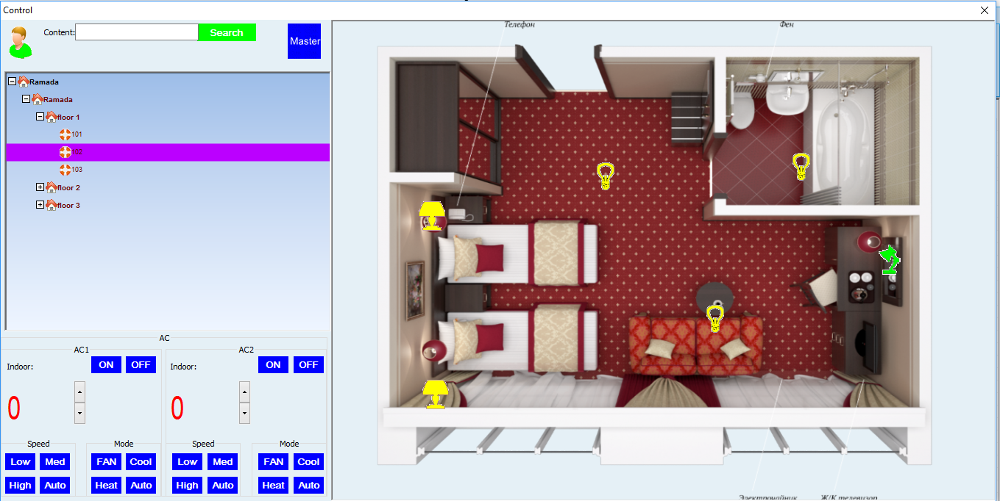 Control
Content:
Search
Master
Ramada
Ramada
floor 1
101
102
103
floor 2
floor 3
AC
AC1
Indoor:
ON OFF
0
Speed
Low Med
High Auto
Mode
FAN Cool
Heat Auto
AC2
Indoor:
ON OFF
0
Speed
Low Med
High Auto
Mode
FAN Cool
Heat Auto
Телефон
Фен
Электрочайник
Ж/К телевизор